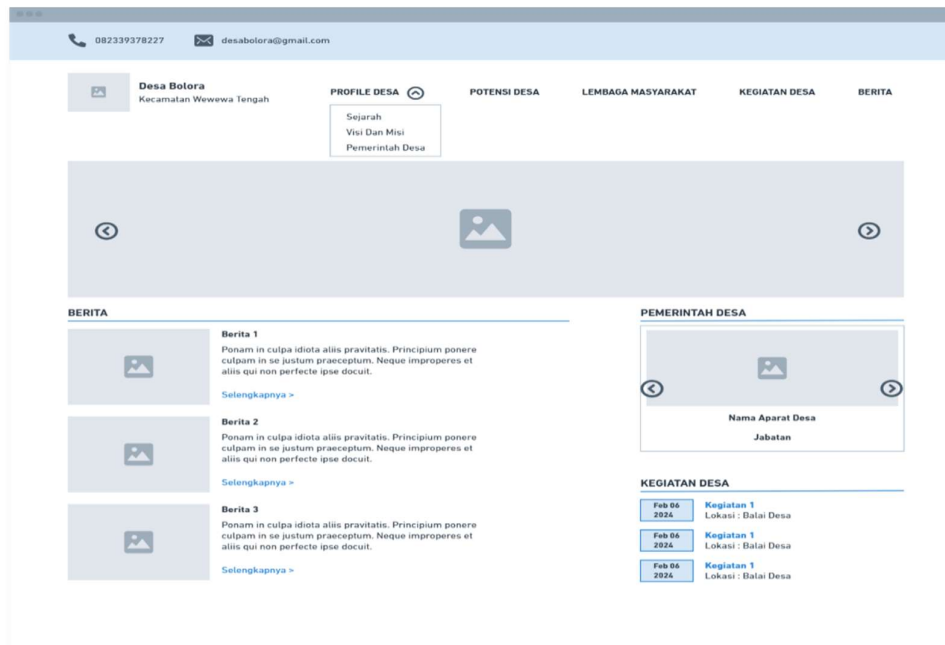 082339378227 desabolora@gmail.com
Desa Bolora
Kecamatan Wewewa Tengah
PROFILE DESA POTENSI DESA LEMBAGA MASYARAKAT KEGIATAN DESA BERITA
Sejarah
Visi Dan Misi
Pemerintah Desa
BERITA
Berita 1
Ponam in culpa idiota aliis pravitatis. Principium ponere
culpam in se justum praeceptum. Neque improperes et
aliis qui non perfecte ipse docuit.
Selengkapnya >
Berita 2
Ponam in culpa idiota aliis pravitatis. Principium ponere
culpam in se justum praeceptum. Neque improperes et
aliis qui non perfecte ipse docuit.
Selengkapnya >
Berita 3
Ponam in culpa idiota aliis pravitatis. Principium ponere
culpam in se justum praeceptum. Neque improperes et
aliis qui non perfecte ipse docuit.
Selengkapnya >
PEMERINTAH DESA
Nama Aparat Desa
Jabatan
KEGIATAN DESA
Feb 06
2024
Kegiatan 1
Lokasi : Balai Desa
Feb 06
2024
Kegiatan 1
Lokasi : Balai Desa
Feb 06
2024
Kegiatan 1
Lokasi : Balai Desa